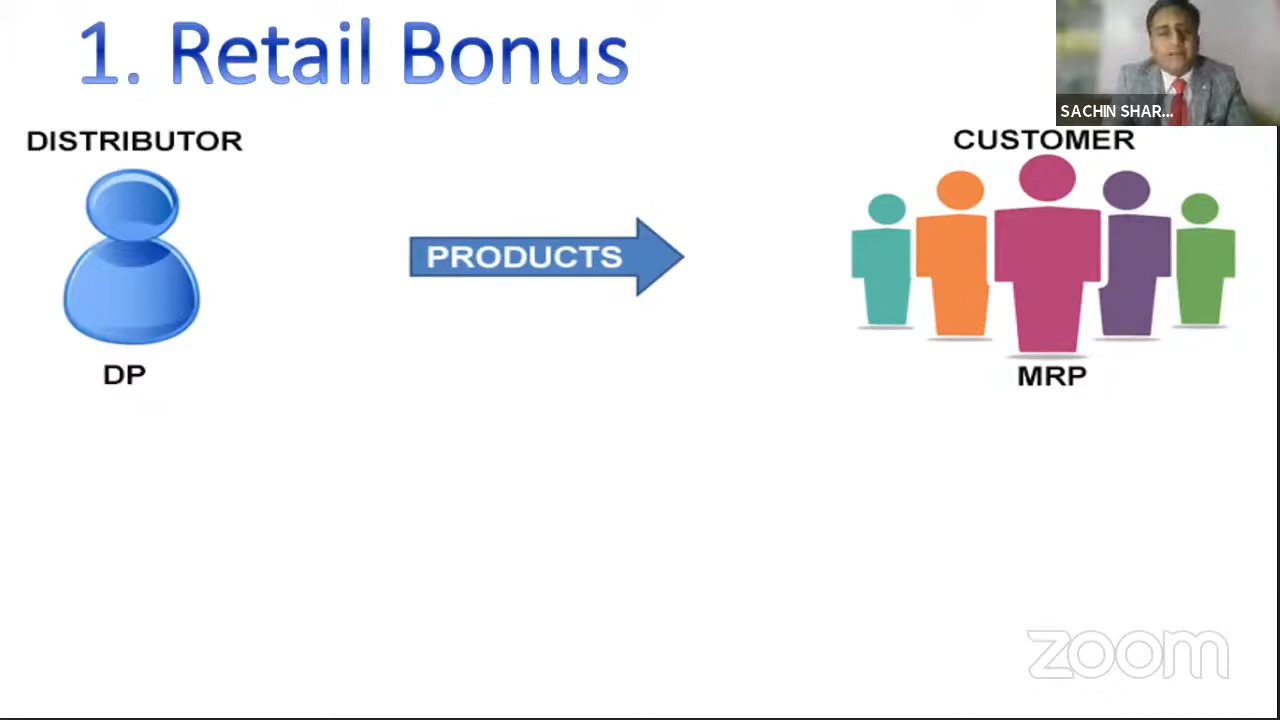 1. Retail Bonus
SACHIN SHAR...
DISTRIBUTOR
CUSTOMER
PRODUCTS
DP
MRP
zoom